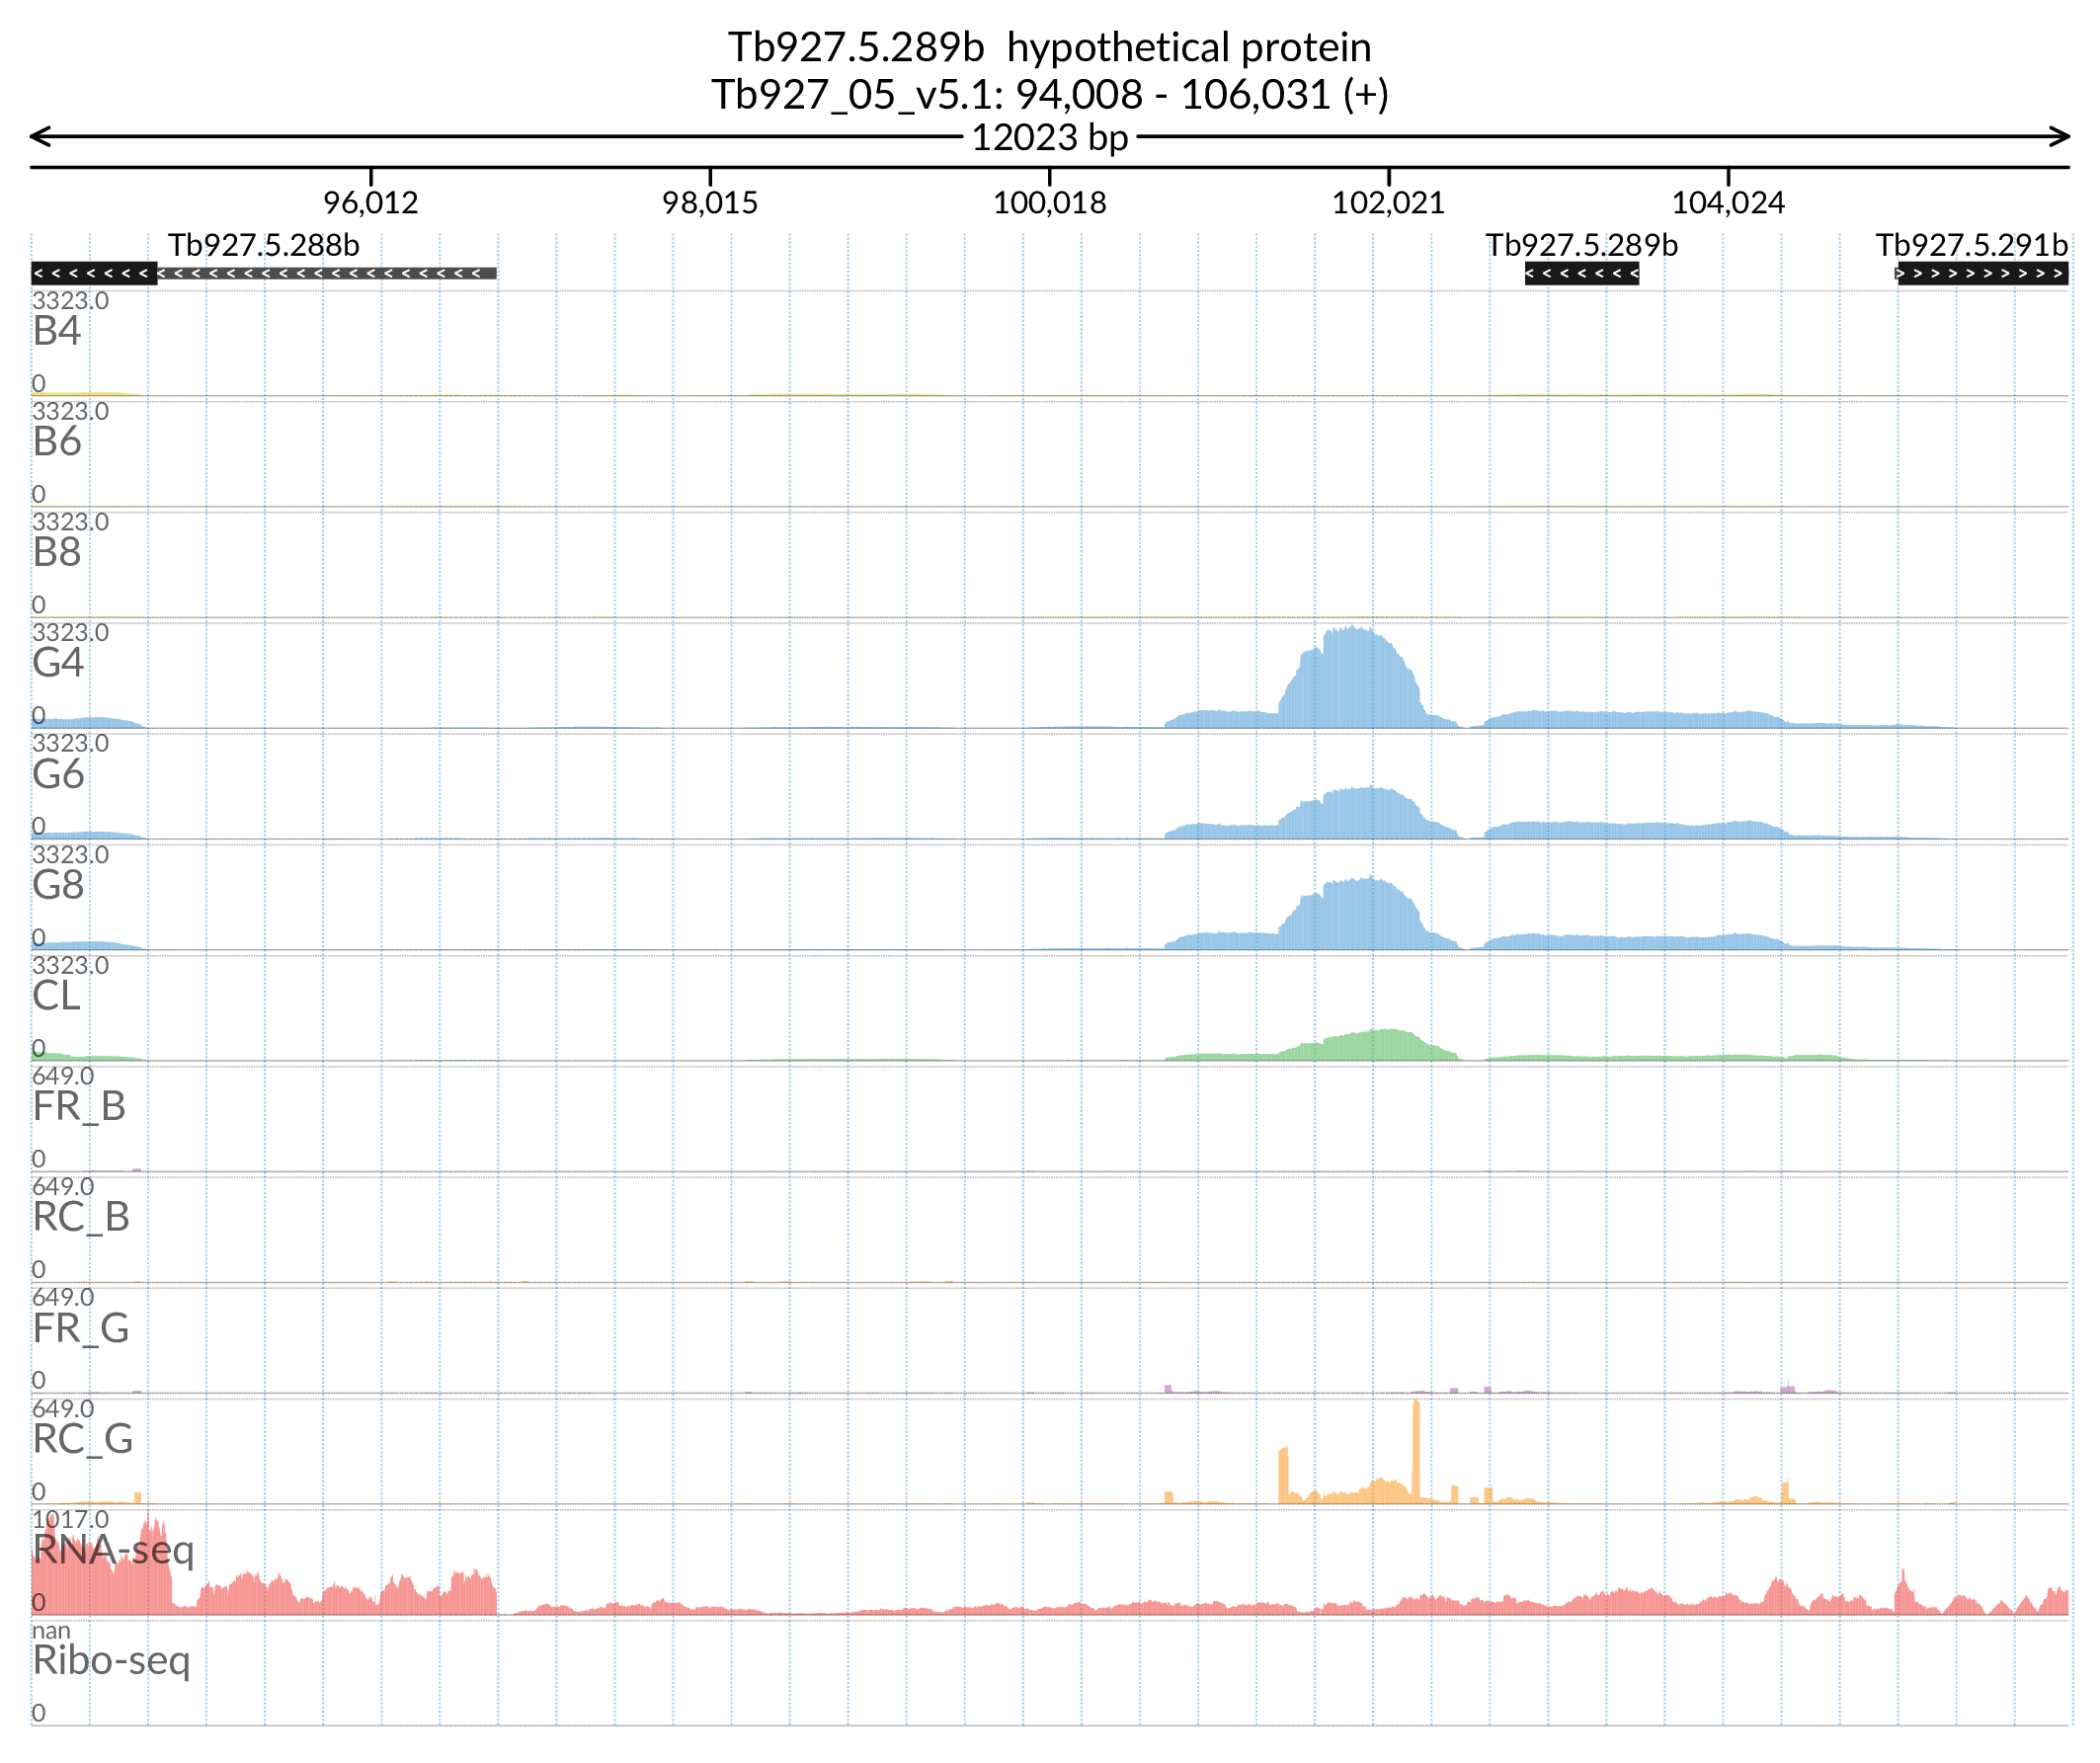 Tb927.5.289b hypothetical protein
Tb927_05_v5.1: 94,008 - 106,031 (+)
12023 bp
96,012 98,015 100,018 102,021 104,024
Tb927.5.288b Tb927.5.289b Tb927.5.291b
3323.0
B4
0
3323.0
B6
0
3323.0
B8
0
3323.0
G4
0
3323.0
G6
0
3323.0
G8
0
3323.0
CL
0
649.0
FR_B
0
649.0
RC_B
0
649.0
FR_G
0
649.0
RC_G
0
1017.0
RNA-seq
0
nan
Ribo-seq
0